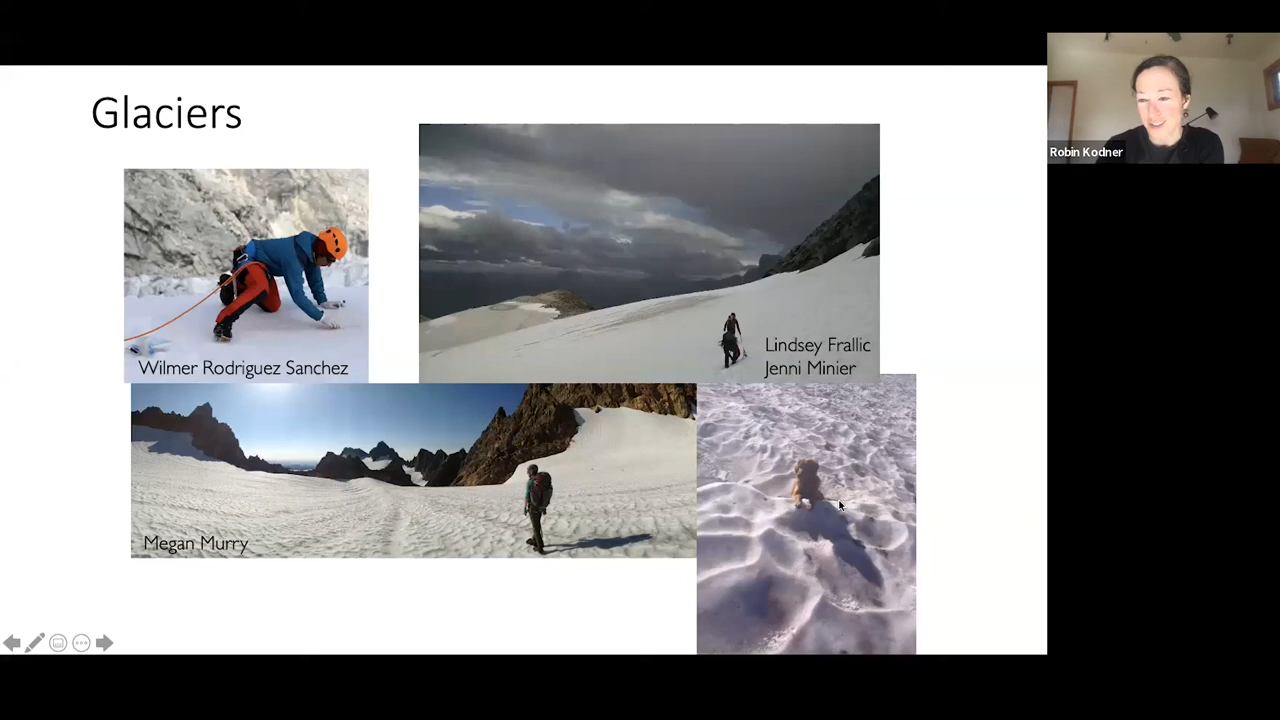 Glaciers
Robin Kodner
Wilmer Rodriguez Sanchez
Lindsey Frallic
Jenni Minier
Megan Murry